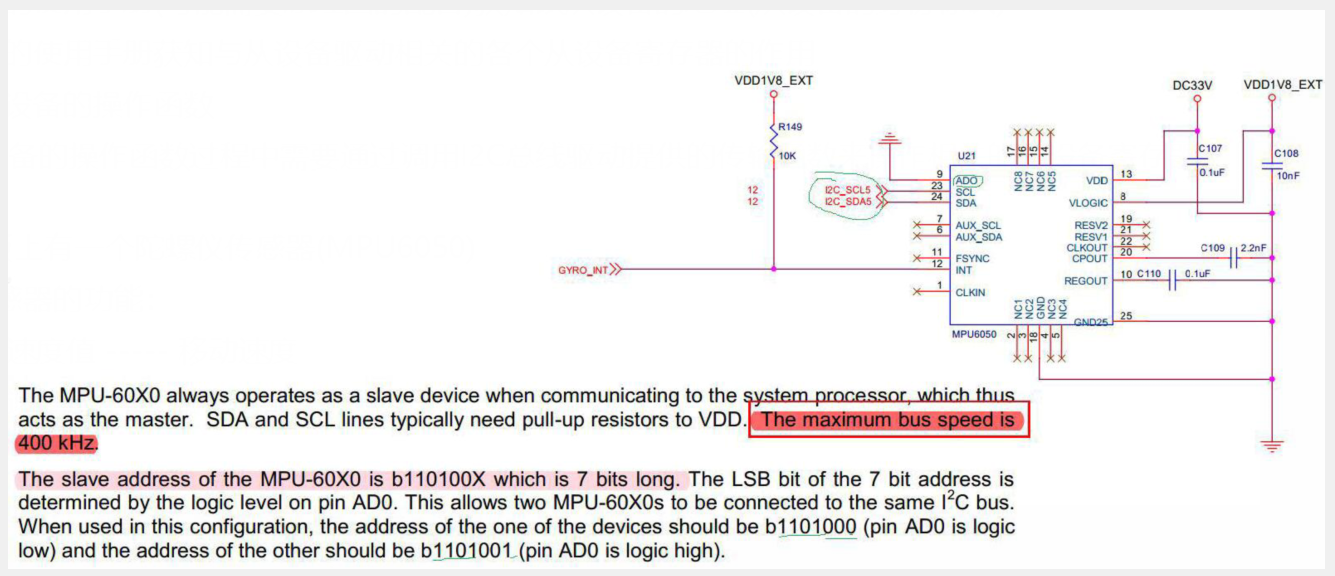 VDD1V8_EXT
DC33V
VDD1V8_EXT
R149
10K
C107
0.1uF
C108
10nF
U21
17
16
15
14
NC8
NC7
NC6
NC5
12
12
I2C_SCL5
I2C_SDA5
9
23
24
ADO
SCL
SDA
VDD
13
VLOGIC
8
7
6
AUX_SCL
AUX_SDA
RESV2
RESV1
CLKOUT
CPOUT
19
21
22
20
C109
2.2nF
11
12
FSYNC
INT
GYRO_INT
REGOUT
10
C110
0.1uF
1
CLKIN
NC1
NC2
GND
NC3
NC4
GND25
25
MPU6050
2
3
18
4
5
The MPU-60X0 always operates as a slave device when communicating to the system processor, which thus
acts as the master. SDA and SCL lines typically need pull-up resistors to VDD. The maximum bus speed is
400 kHz.
The slave address of the MPU-60X0 is b110100X which is 7 bits long. The LSB bit of the 7 bit address is
determined by the logic level on pin AD0. This allows two MPU-60X0s to be connected to the same I²C bus.
When used in this configuration, the address of the one of the devices should be b1101000 (pin AD0 is logic
low) and the address of the other should be b1101001 (pin AD0 is logic high).